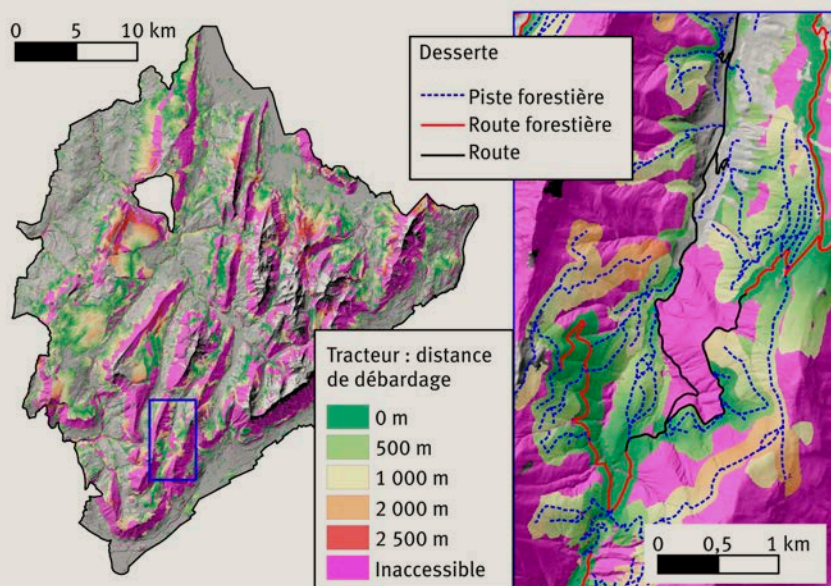 0 5 10 km
Desserte
Piste forestière
Route forestière
Route
Tracteur : distance
de débardage
0 m
500 m
1 000 m
2 000 m
2 500 m
Inaccessible
0 0,5 1 km